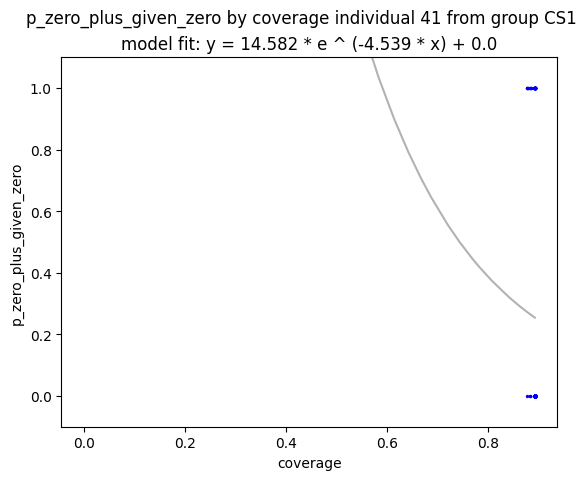 p_zero_plus_given_zero by coverage individual 41 from group CS1
model fit: y = 14.582 * e ^ (-4.539 * x) + 0.0
1.0
0.8
0.6
0.4
0.2
0.0
p_zero_plus_given_zero
0.0 0.2 0.4 0.6 0.8
coverage